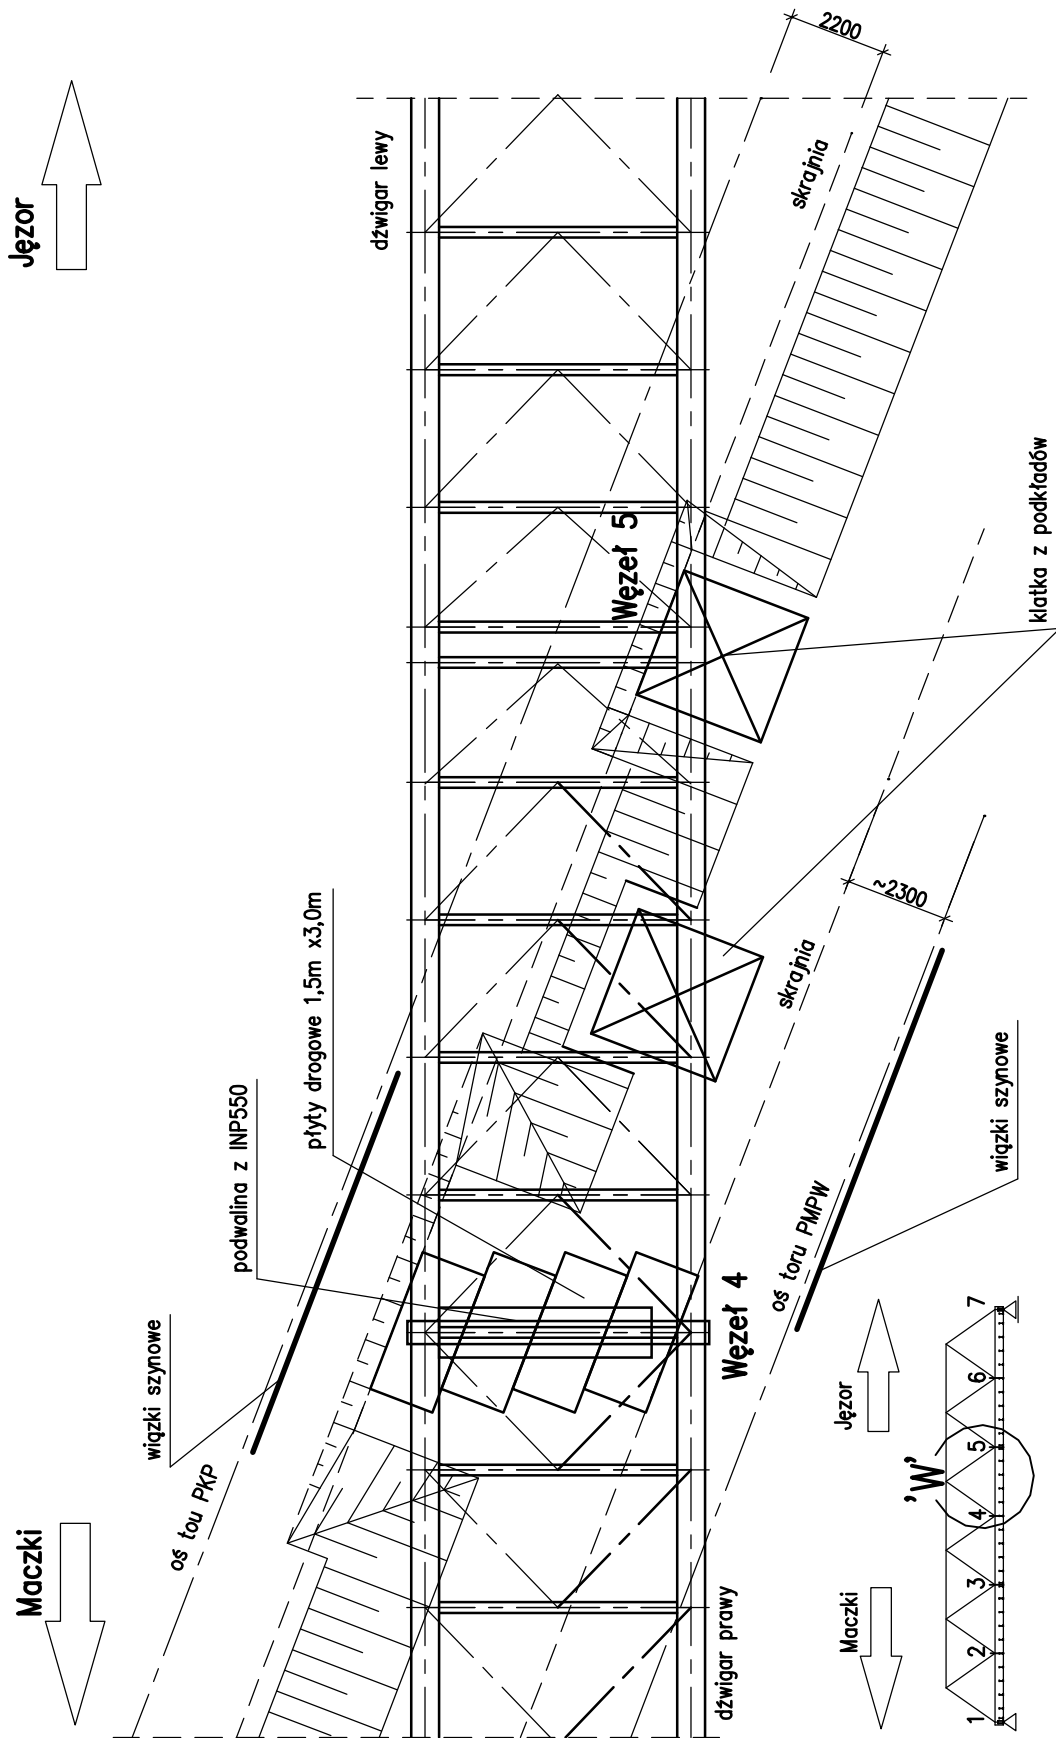 Maczki
Jęzor
wiązki szynowe
podwalina z INP550
płyty drogowe 1,5m x3,0m
dźwigar lewy
oś tou PKP
Węzeł 4
Węzeł 5
skrajnia
2200
dźwigar prawy
oś toru PMPW
skrajnia
~2300
wiązki szynowe
klatka z podkładów
Maczki
Jęzor
'W'
1
2
3
4
5
6
7